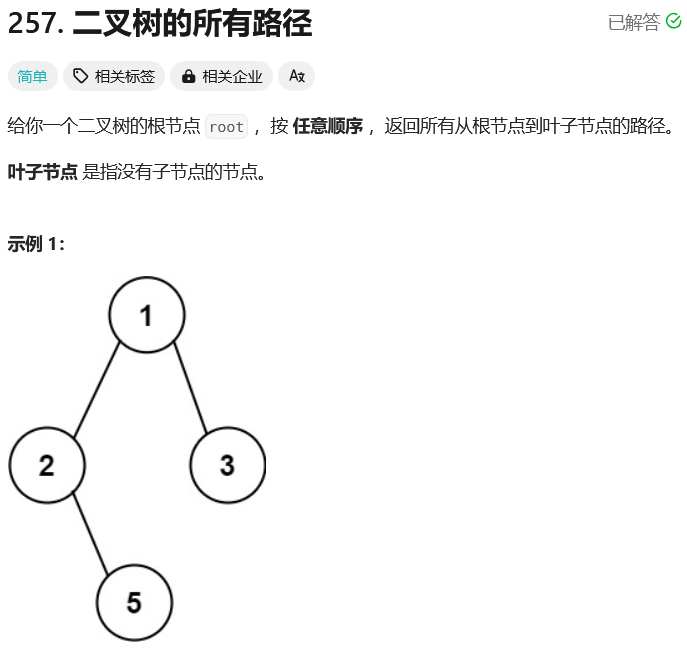 257. 二叉树的所有路径 已解答
简单 相关标签 相关企业 Az
给你一个二叉树的根节点 root ，按 任意顺序 ，返回所有从根节点到叶子节点的路径。
叶子节点 是指没有子节点的节点。
示例 1：
1
2 3
5